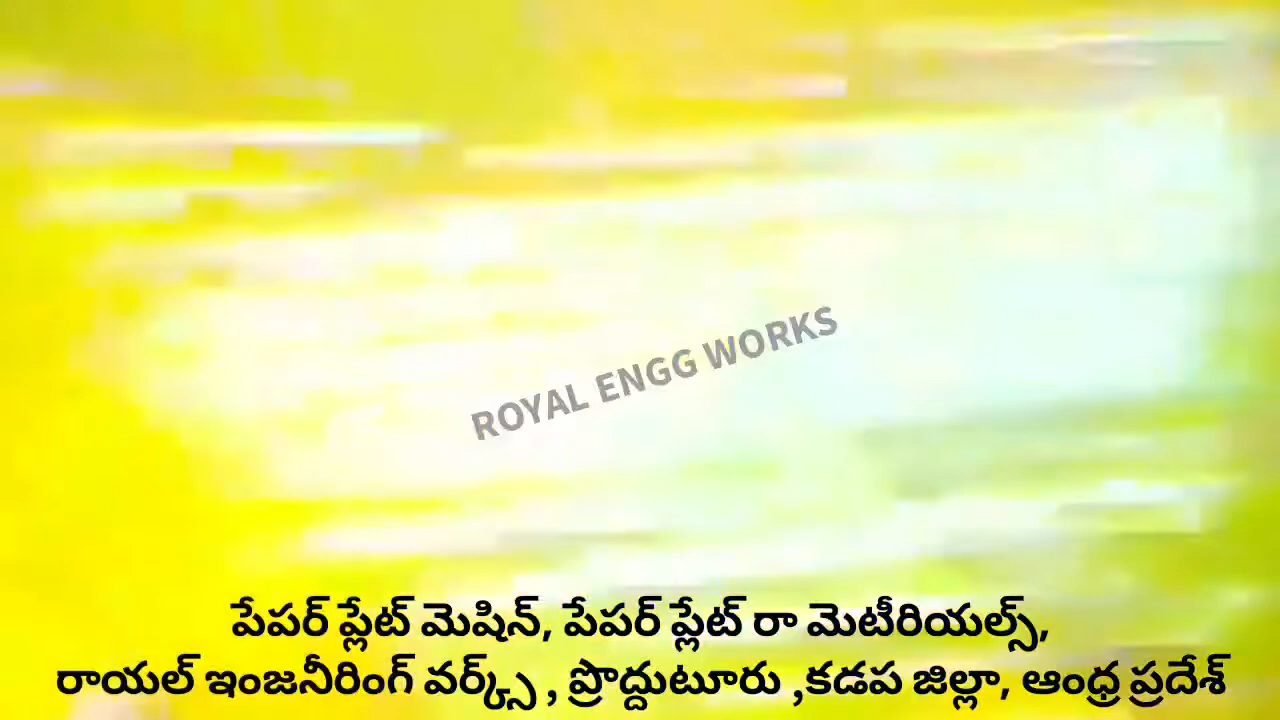 ROYAL ENGG WORKS
పేపర్ ప్లేట్ మెషిన్, పేపర్ ప్లేట్ రా మెటీరియల్స్,
రాయల్ ఇంజనీరింగ్ వర్క్స్ , ప్రొద్దుటూరు ,కడప జిల్లా, ఆంధ్ర ప్రదేశ్